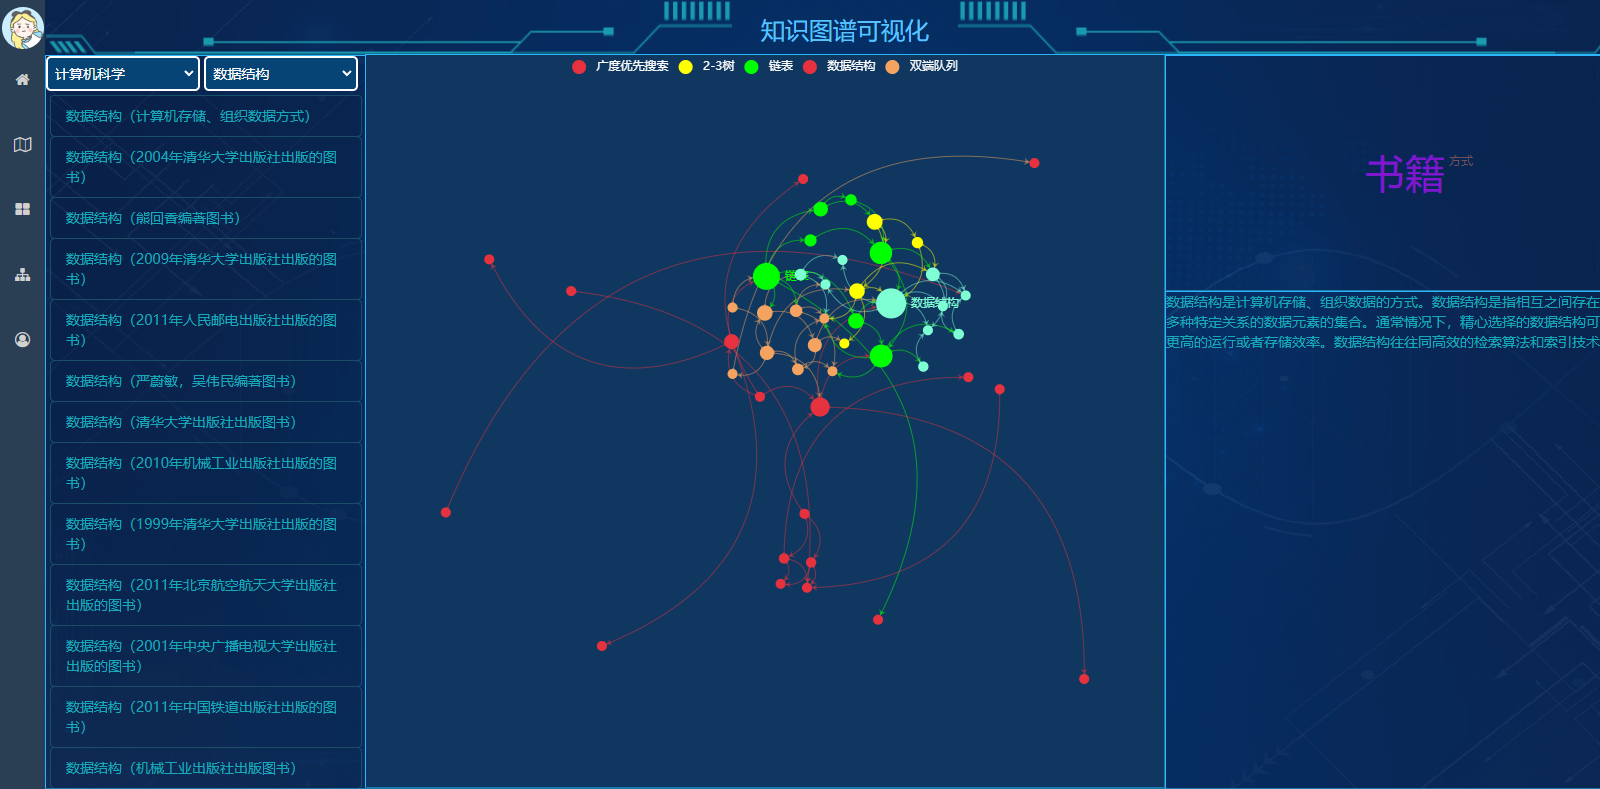 知识图谱可视化
计算机科学
数据结构
广度优先搜索
2-3树
链表
数据结构
双端队列
数据结构（计算机存储、组织数据方式）
数据结构（2004年清华大学出版社出版的图
书）
数据结构（熊回香编著图书）
数据结构（2009年清华大学出版社出版的图
书）
数据结构（2011年人民邮电出版社出版的图
书）
数据结构（严蔚敏，吴伟民编著图书）
数据结构（清华大学出版社出版图书）
数据结构（2010年机械工业出版社出版的图
书）
数据结构（1999年清华大学出版社出版的图
书）
数据结构（2011年北京航空航天大学出版社
出版的图书）
数据结构（2001年中央广播电视大学出版社
出版的图书）
数据结构（2011年中国铁道出版社出版的图
书）
数据结构（机械工业出版社出版图书）
链
数据结构
书籍
方式
数据结构是计算机存储、组织数据的方式。数据结构是指相互之间存在
多种特定关系的数据元素的集合。通常情况下，精心选择的数据结构可
更高的运行或者存储效率。数据结构往往同高效的检索算法和索引技术